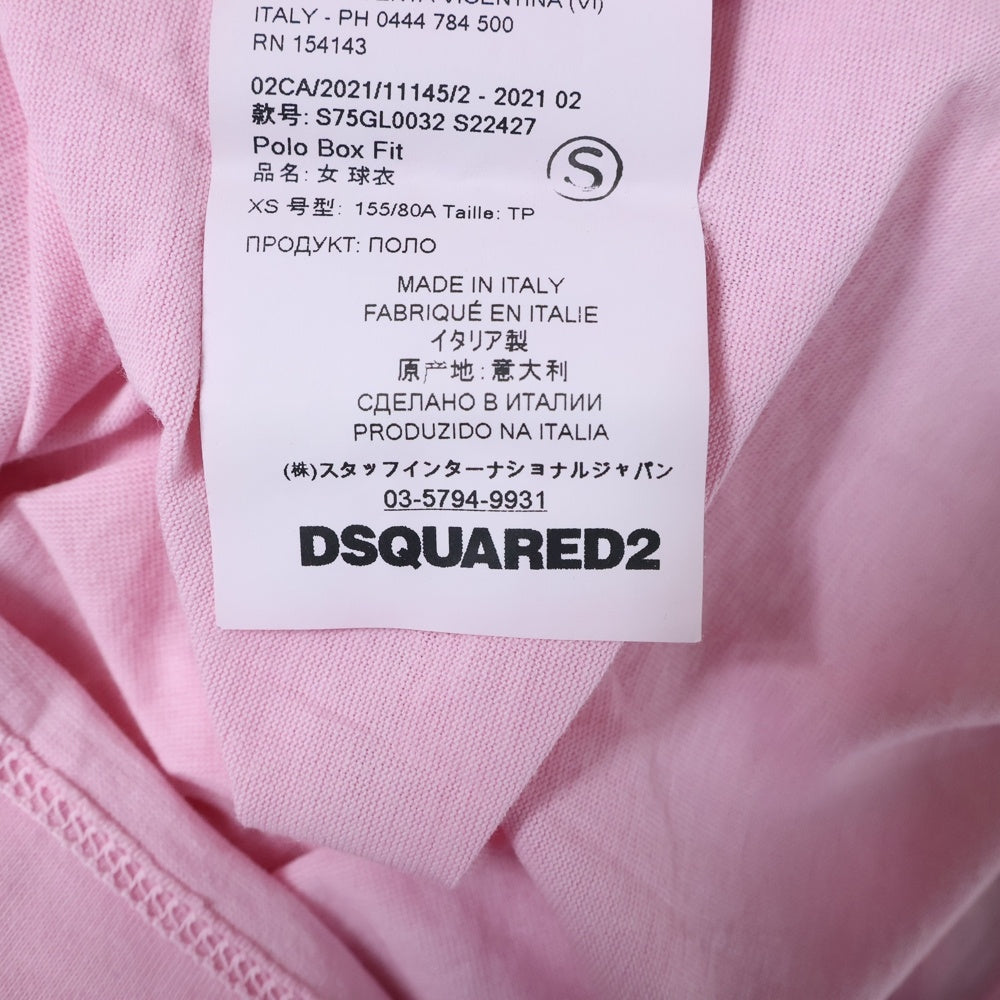 VICENTINA (VI)
ITALY - PH 0444 784 500
RN 154143
02CA/2021/11145/2 - 2021 02
款号: S75GL0032 S22427
Polo Box Fit
品名: 女 球衣
S
XS 号型: 155/80A Taille: TP
ПРОДУКТ: ПОЛО
MADE IN ITALY
FABRIQUÉ EN ITALIE
イタリア製
原产地: 意大利
СДЕЛАНО В ИТАЛИИ
PRODUZIDO NA ITALIA
(株)スタッフインターナショナルジャパン
03-5794-9931
DSQUARED2